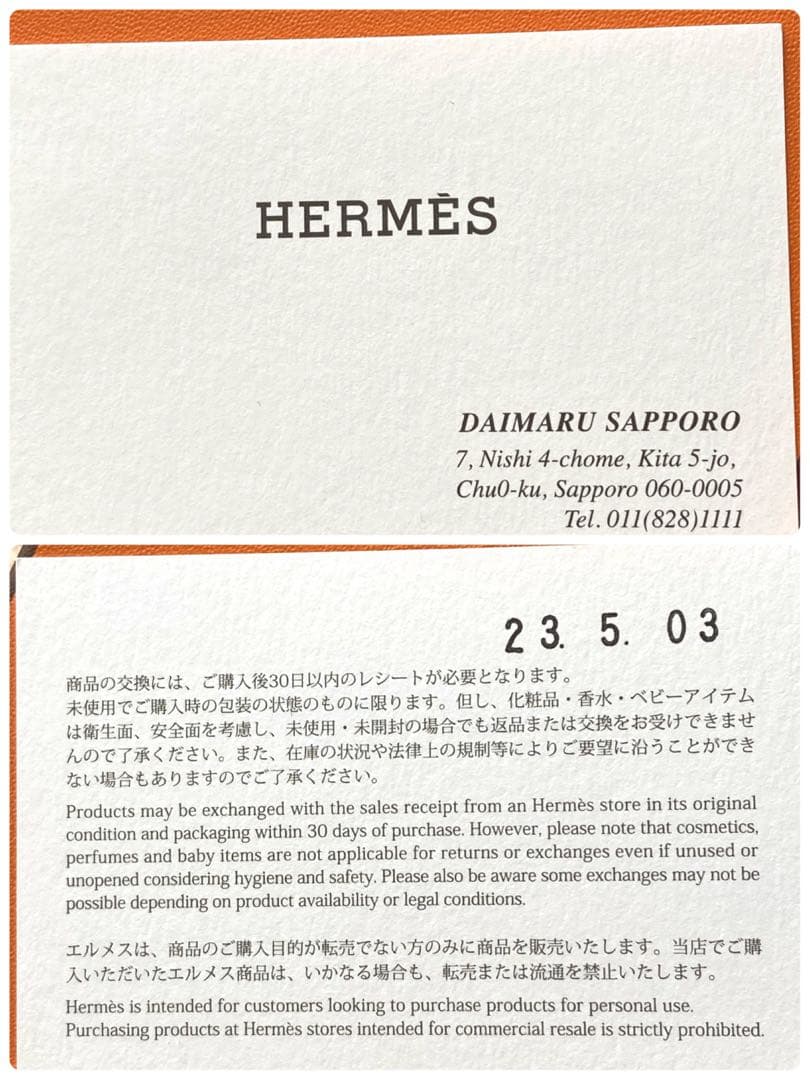 HERMÈS
DAIMARU SAPPORO
7, Nishi 4-chome, Kita 5-jo,
Chu0-ku, Sapporo 060-0005
Tel. 011(828)1111
23. 5. 03
商品の交換には、ご購入後30日以内のレシートが必要となります。
未使用でご購入時の包装の状態のものに限ります。但し、化粧品・香水・ベビーアイテム
は衛生面、安全面を考慮し、未使用・未開封の場合でも返品または交換をお受けできませ
んので了承ください。また、在庫の状況や法律上の規制等によりご要望に沿うことができ
ない場合もありますのでご了承ください。
Products may be exchanged with the sales receipt from an Hermès store in its original
condition and packaging within 30 days of purchase. However, please note that cosmetics,
perfumes and baby items are not applicable for returns or exchanges even if unused or
unopened considering hygiene and safety. Please also be aware some exchanges may not be
possible depending on product availability or legal conditions.
エルメスは、商品のご購入目的が転売でない方のみに商品を販売いたします。当店でご購
入いただいたエルメス商品は、いかなる場合も、転売または流通を禁止いたします。
Hermès is intended for customers looking to purchase products for personal use.
Purchasing products at Hermès stores intended for commercial resale is strictly prohibited.